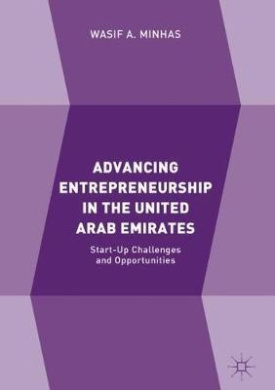 WASIF A. MINHAS
ADVANCING
ENTREPRENEURSHIP
IN THE UNITED
ARAB EMIRATES
Start-Up Challenges
and Opportunities